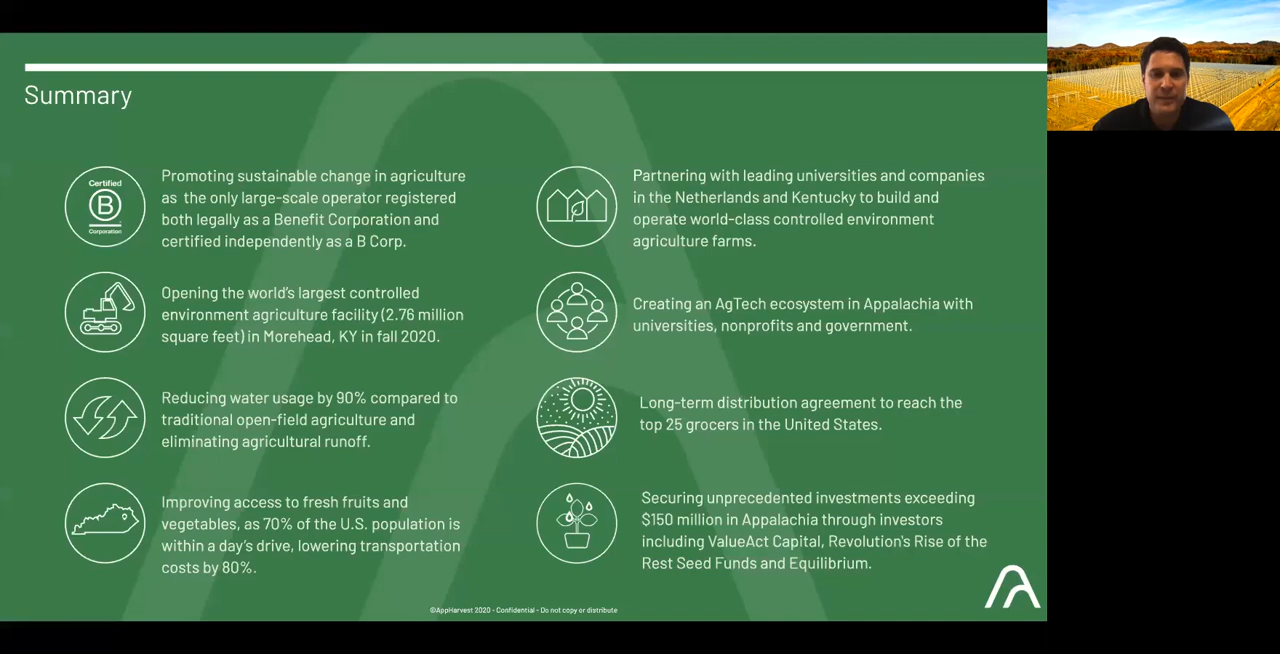 Summary
Certified
B
Corporation
Promoting sustainable change in agriculture
as the only large-scale operator registered
both legally as a Benefit Corporation and
certified independently as a B Corp.
Opening the world's largest controlled
environment agriculture facility (2.76 million
square feet) in Morehead, KY in fall 2020.
Reducing water usage by 90% compared to
traditional open-field agriculture and
eliminating agricultural runoff.
Improving access to fresh fruits and
vegetables, as 70% of the U.S. population is
within a day's drive, lowering transportation
costs by 80%.
Partnering with leading universities and companies
in the Netherlands and Kentucky to build and
operate world-class controlled environment
agriculture farms.
Creating an AgTech ecosystem in Appalachia with
universities, nonprofits and government.
Long-term distribution agreement to reach the
top 25 grocers in the United States.
Securing unprecedented investments exceeding
$150 million in Appalachia through investors
including ValueAct Capital, Revolution's Rise of the
Rest Seed Funds and Equilibrium.
©AppHarvest 2020 - Confidential - Do not copy or distribute